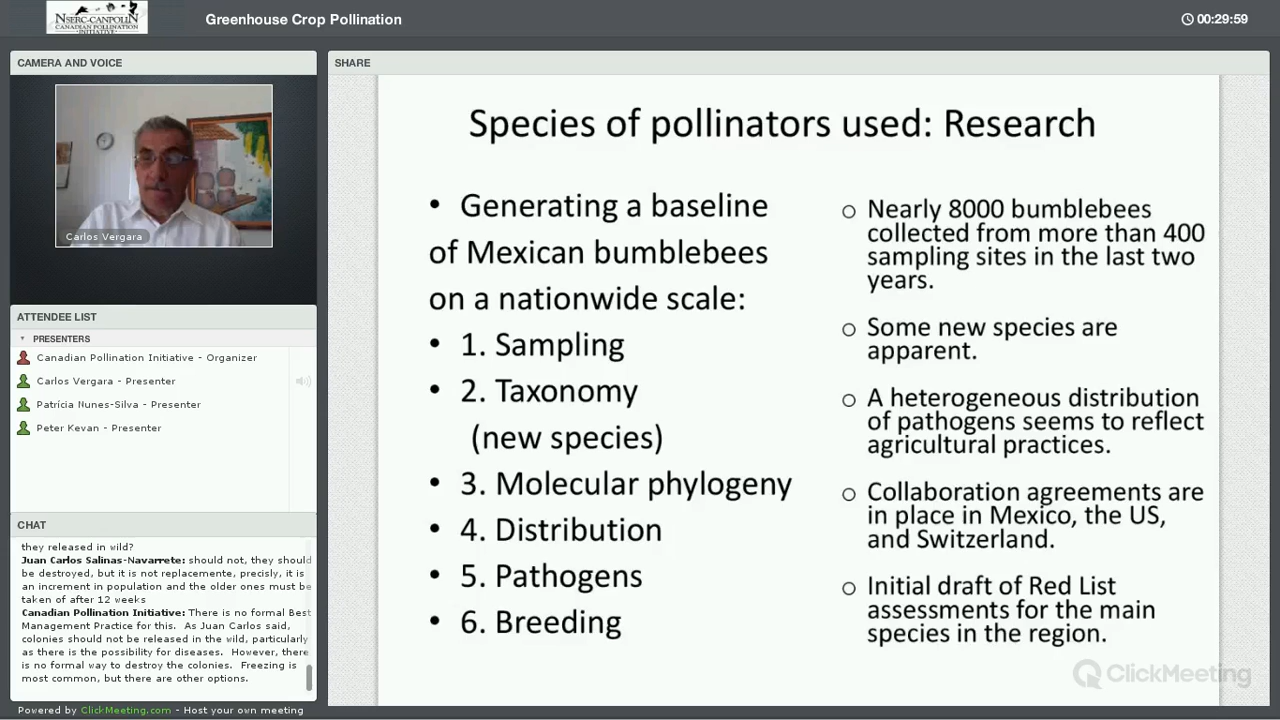 NSERC-CANPOLIN
CANADIAN POLLINATION
INITIATIVE
Greenhouse Crop Pollination
00:29:59
CAMERA AND VOICE
Carlos Vergara
ATTENDEE LIST
PRESENTERS
Canadian Pollination Initiative - Organizer
Carlos Vergara - Presenter
Patrícia Nunes-Silva - Presenter
Peter Kevan - Presenter
CHAT
they released in wild?
Juan Carlos Salinas-Navarrete: should not, they should
be destroyed, but it is not replacemente, precisly, it is
an increment in population and the older ones must be
taken of after 12 weeks
Canadian Pollination Initiative: There is no formal Best
Management Practice for this. As Juan Carlos said,
colonies should not be released in the wild, particularly
as there is the possibility for diseases. However, there
is no formal way to destroy the colonies. Freezing is
most common, but there are other options.
Powered by ClickMeeting.com - Host your own meeting
SHARE
Species of pollinators used: Research
• Generating a baseline
of Mexican bumblebees
on a nationwide scale:
• 1. Sampling
• 2. Taxonomy
(new species)
• 3. Molecular phylogeny
• 4. Distribution
• 5. Pathogens
• 6. Breeding
o Nearly 8000 bumblebees
collected from more than 400
sampling sites in the last two
years.
o Some new species are
apparent.
o A heterogeneous distribution
of pathogens seems to reflect
agricultural practices.
o Collaboration agreements are
in place in Mexico, the US,
and Switzerland.
o Initial draft of Red List
assessments for the main
species in the region.
ClickMeeting